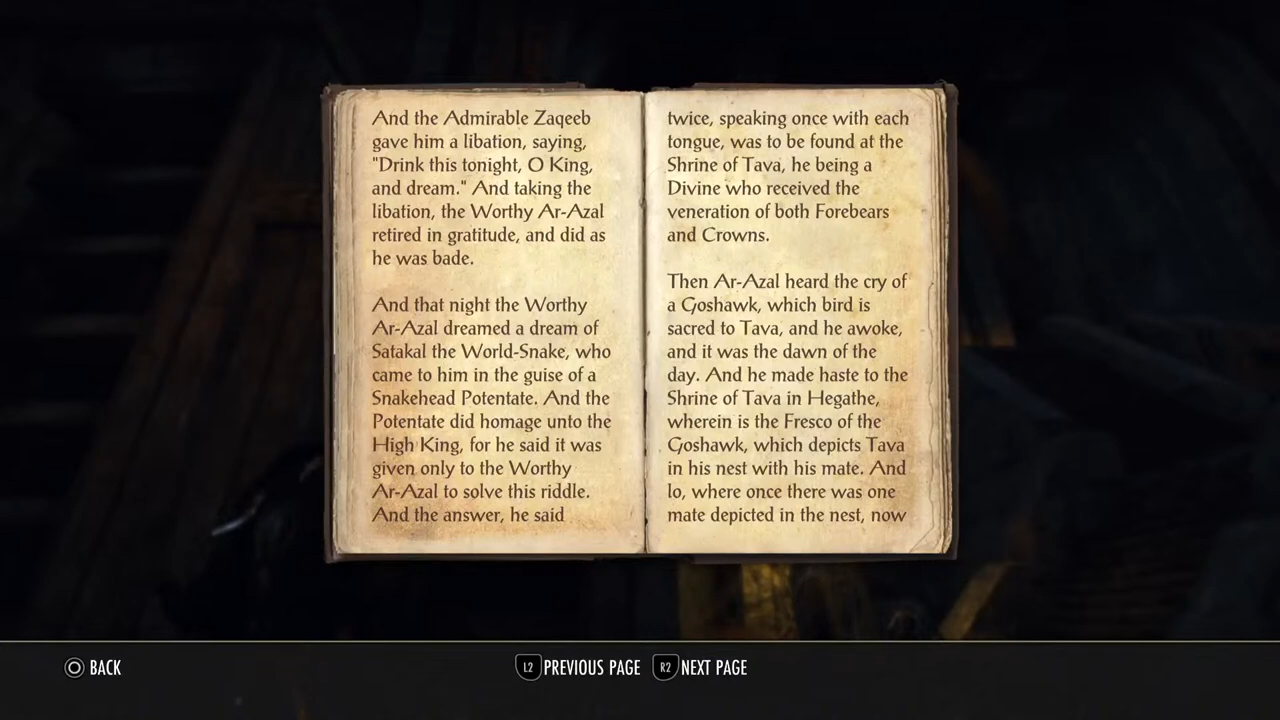 And the Admirable Zaqeeb
gave him a libation, saying,
"Drink this tonight, O King,
and dream." And taking the
libation, the Worthy Ar-Azal
retired in gratitude, and did as
he was bade.
And that night the Worthy
Ar-Azal dreamed a dream of
Satakal the World-Snake, who
came to him in the guise of a
Snakehead Potentate. And the
Potentate did homage unto the
High King, for he said it was
given only to the Worthy
Ar-Azal to solve this riddle.
And the answer, he said
twice, speaking once with each
tongue, was to be found at the
Shrine of Tava, he being a
Divine who received the
veneration of both Forebears
and Crowns.
Then Ar-Azal heard the cry of
a Goshawk, which bird is
sacred to Tava, and he awoke,
and it was the dawn of the
day. And he made haste to the
Shrine of Tava in Hegathe,
wherein is the Fresco of the
Goshawk, which depicts Tava
in his nest with his mate. And
lo, where once there was one
mate depicted in the nest, now
BACK
L2 PREVIOUS PAGE R2 NEXT PAGE